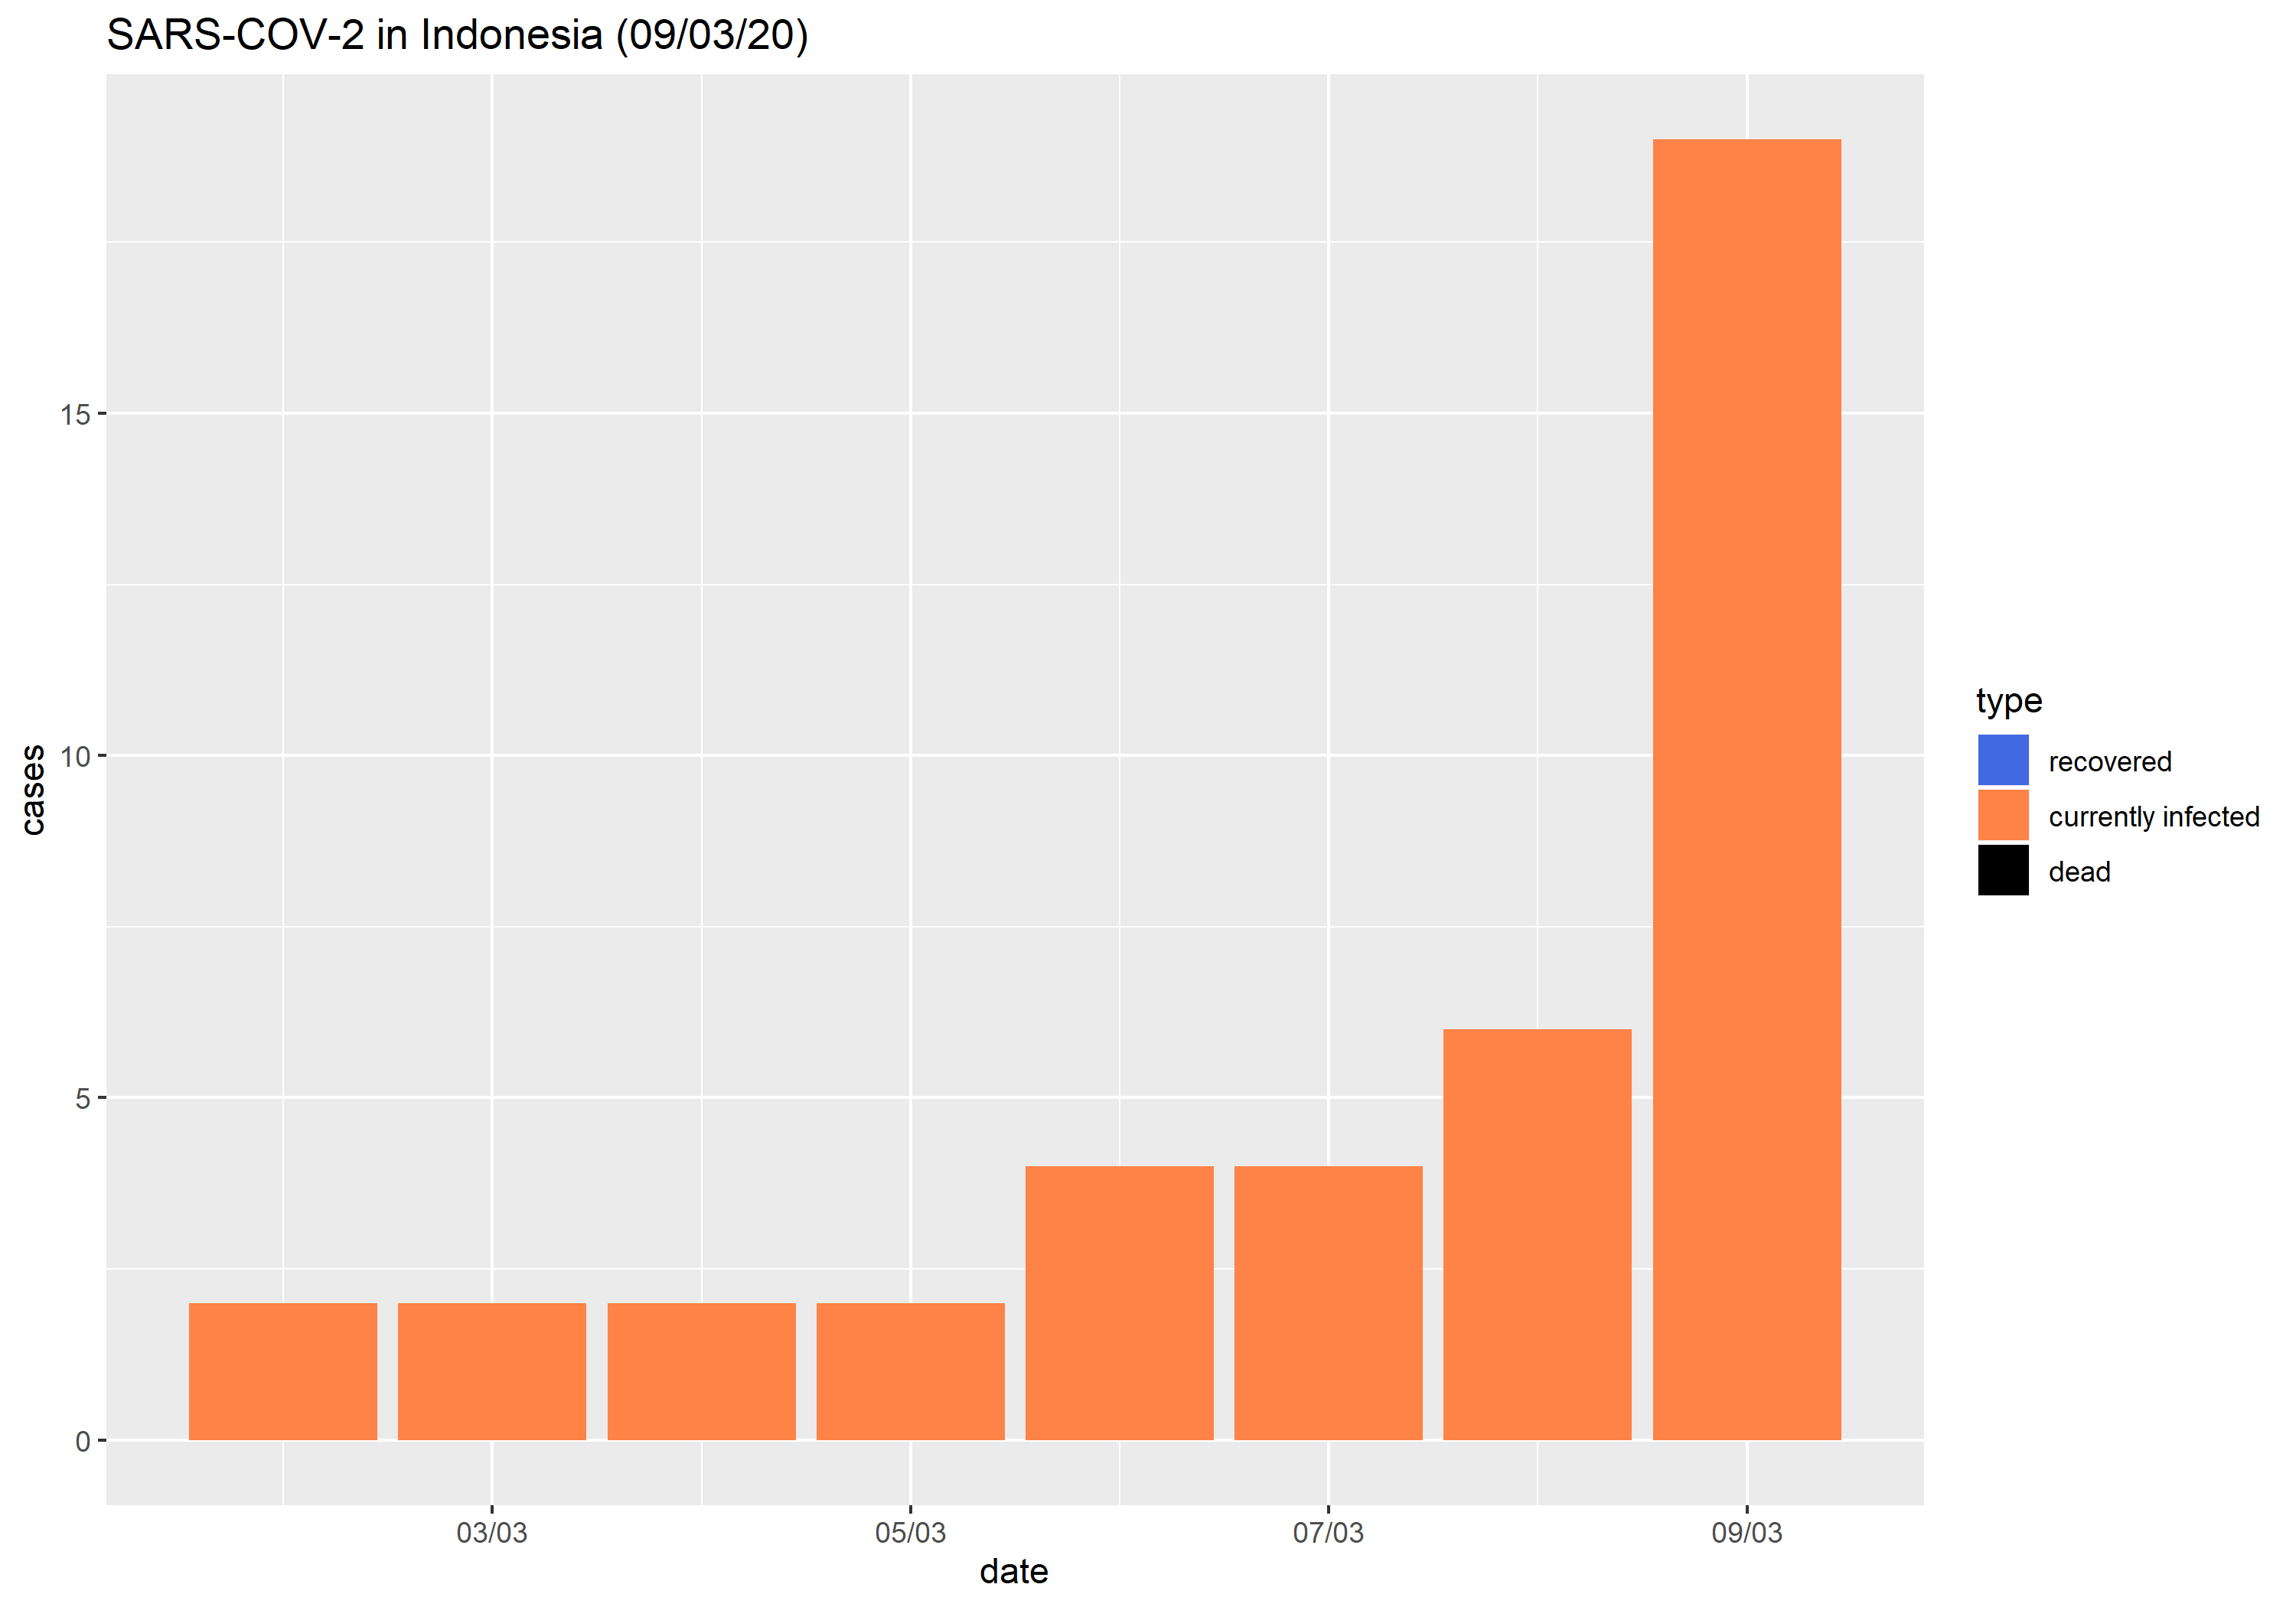 SARS-COV-2 in Indonesia (09/03/20)
15
10
5
0
cases
03/03
05/03
07/03
09/03
date
type
recovered
currently infected
dead